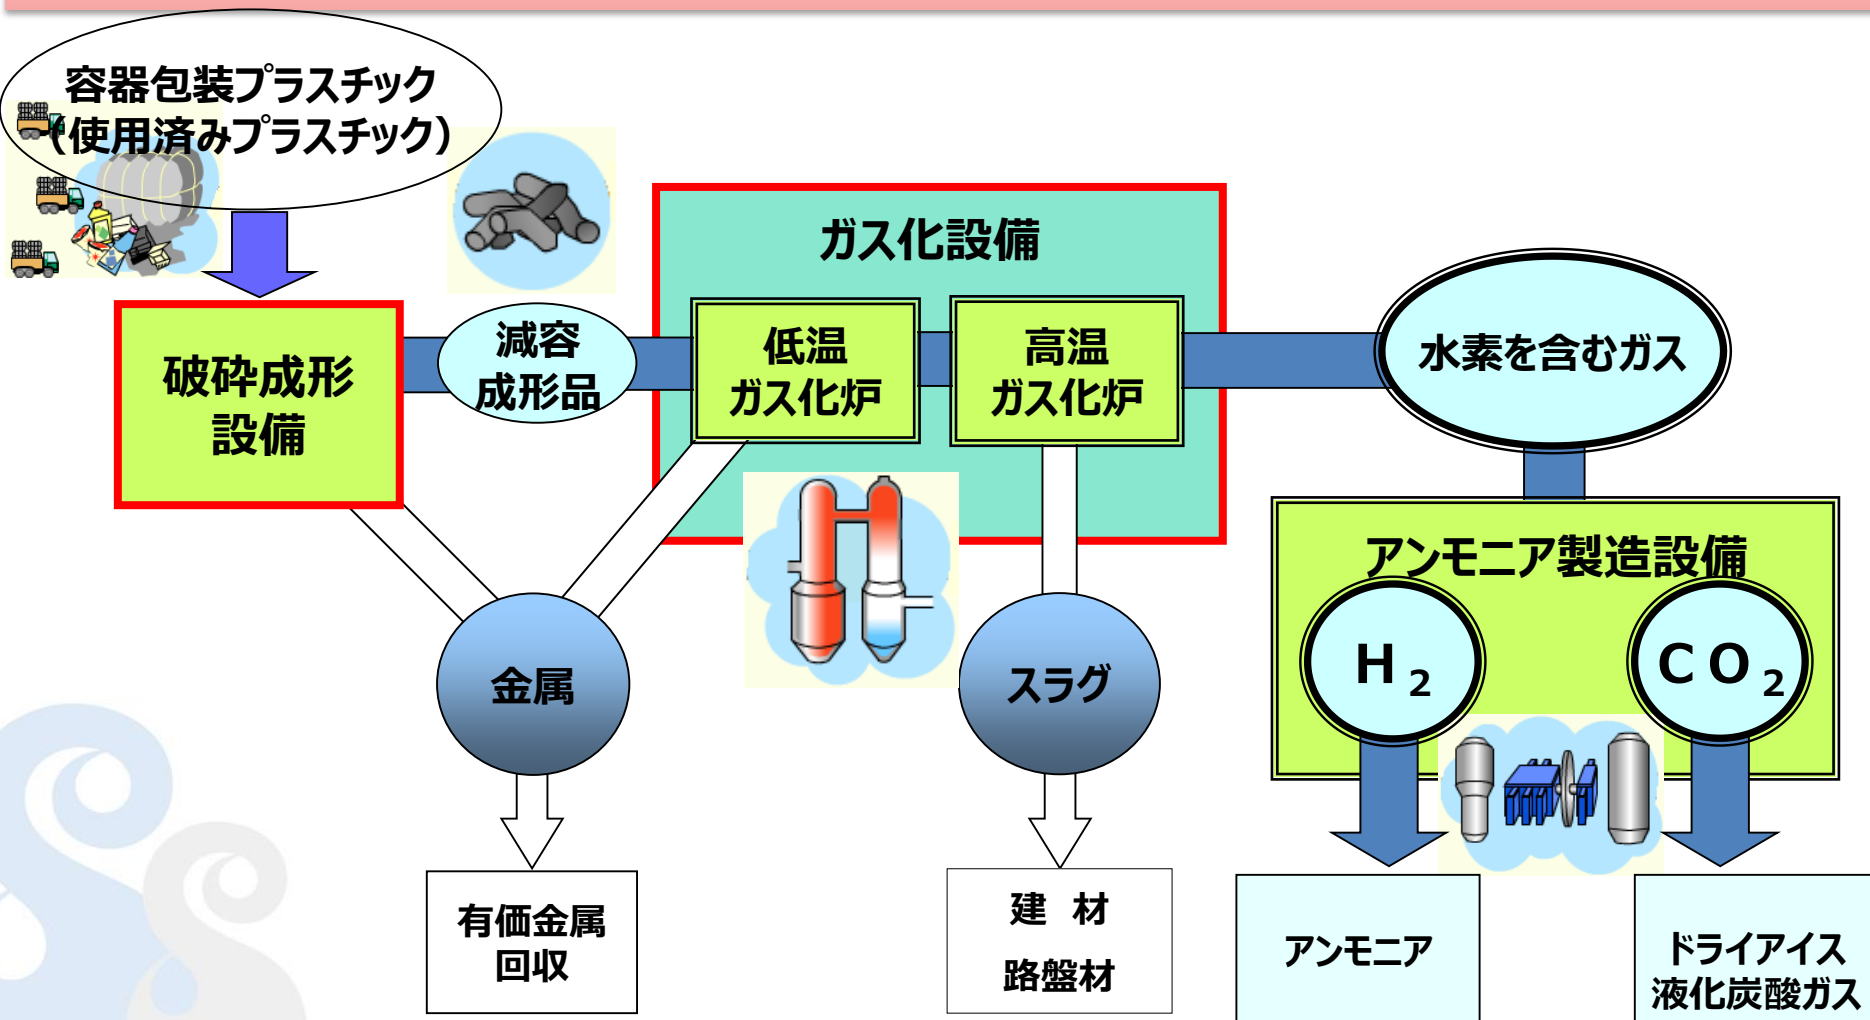 容器包装プラスチック
(使用済みプラスチック)
ガス化設備
破砕成形
設備
減容
成形品
低温
ガス化炉
高温
ガス化炉
水素を含むガス
アンモニア製造設備
H₂
CO₂
金属
スラグ
有価金属
回収
建 材
路盤材
アンモニア
ドライアイス
液化炭酸ガス